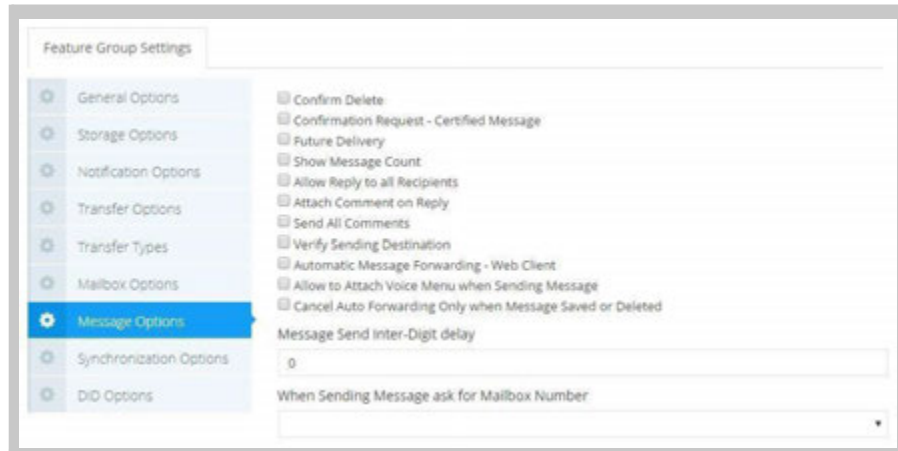 Feature Group Settings
General Options
Storage Options
Notification Options
Transfer Options
Transfer Types
Mailbox Options
Message Options
Synchronization Options
DID Options
Confirm Delete
Confirmation Request - Certified Message
Future Delivery
Show Message Count
Allow Reply to all Recipients
Attach Comment on Reply
Send All Comments
Verify Sending Destination
Automatic Message Forwarding - Web Client
Allow to Attach Voice Menu when Sending Message
Cancel Auto Forwarding Only when Message Saved or Deleted
Message Send Inter-Digit delay
0
When Sending Message ask for Mailbox Number